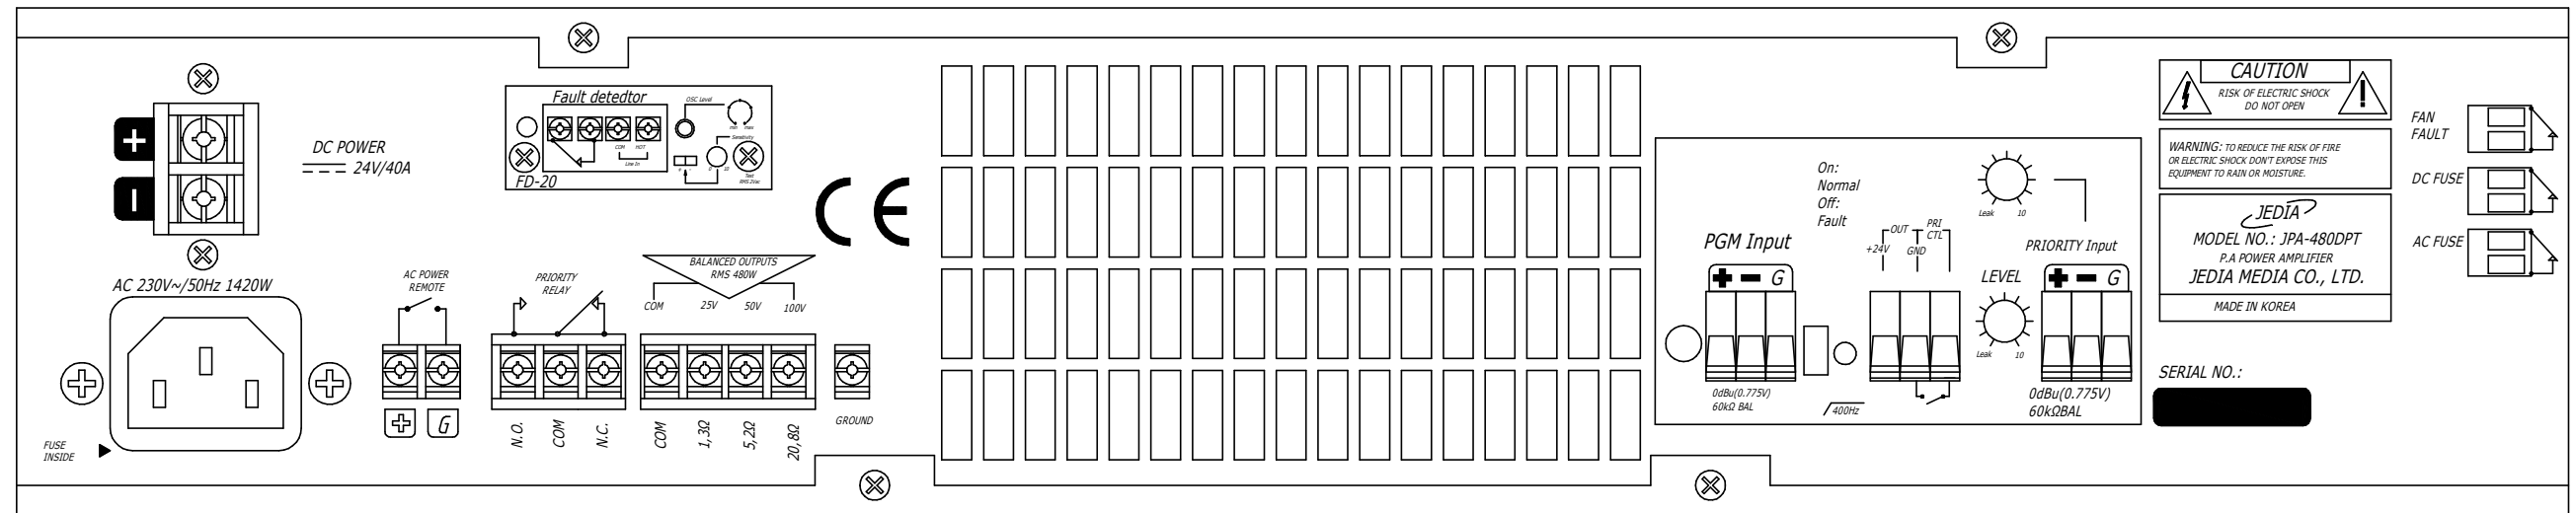 DC POWER
24V/40A
Fault detedtor
OSC Level
min max
Sensitivity
COM HOT
Line In
+ -
0 10
Test
RMS 2Vac
FD-20
CE
AC 230V~/50Hz 1420W
FUSE
INSIDE
AC POWER
REMOTE
G
PRIORITY
RELAY
N.O.
COM
N.C.
BALANCED OUTPUTS
RMS 480W
COM 25V 50V 100V
COM
1,3Ω
5,2Ω
20,8Ω
GROUND
On:
Normal
Off:
Fault
PGM Input
+ − G
0dBu(0.775V)
60kΩ BAL
400Hz
OUT
PRI
CTL
+24V
GND
Leak 10
LEVEL
Leak 10
PRIORITY Input
+ − G
0dBu(0.775V)
60kΩBAL
CAUTION
RISK OF ELECTRIC SHOCK
DO NOT OPEN
WARNING: TO REDUCE THE RISK OF FIRE
OR ELECTRIC SHOCK DON'T EXPOSE THIS
EQUIPMENT TO RAIN OR MOISTURE.
JEDIA
MODEL NO.: JPA-480DPT
P.A POWER AMPLIFIER
JEDIA MEDIA CO., LTD.
MADE IN KOREA
SERIAL NO.:
FAN
FAULT
DC FUSE
AC FUSE